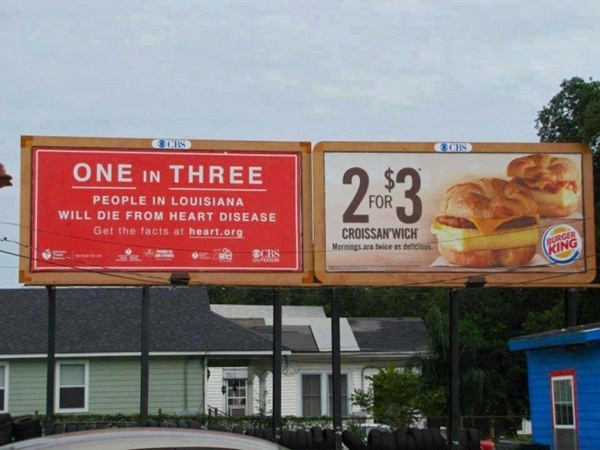 CBS
ONE IN THREE
PEOPLE IN LOUISIANA
WILL DIE FROM HEART DISEASE
Get the facts at heart.org
CBS
OUTDOOR
CBS
2 FOR $3
CROISSAN'WICH
Mornings are twice as delicious.
BURGER
KING